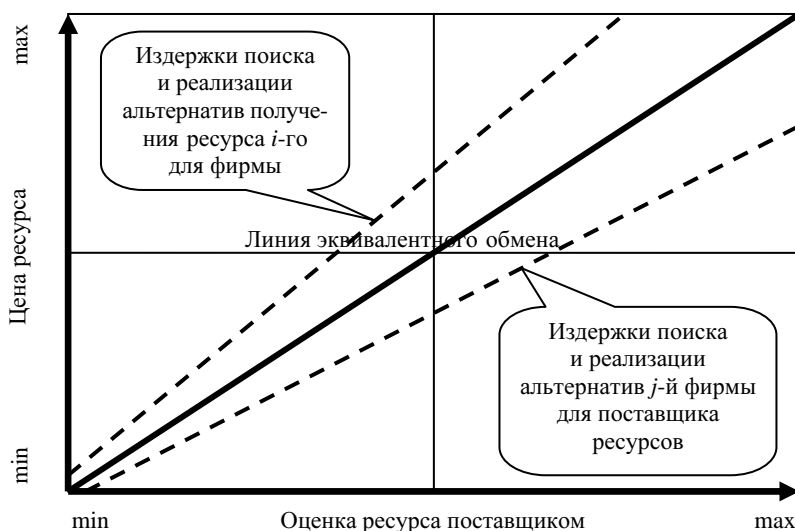 max
Издержки поиска
и реализации
альтернатив получе-
ния ресурса i-го
для фирмы
Цена ресурса
Линия эквивалентного обмена
Издержки поиска
и реализации
альтернатив j-й фирмы
для поставщика
ресурсов
min
min
Оценка ресурса поставщиком
max